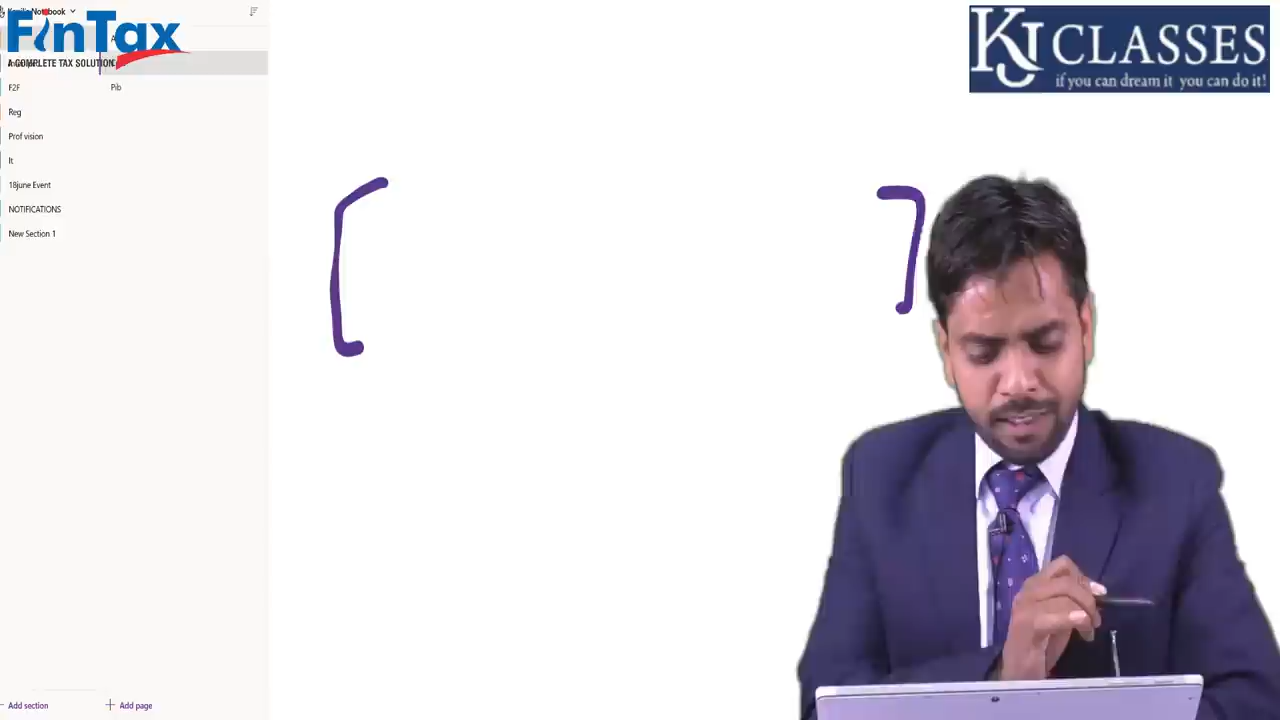 FinTax
A COMPLETE TAX SOLUTION
F2F
Reg
Prof vision
It
18june Event
NOTIFICATIONS
New Section 1
Pib
Add section
Add page
KJ CLASSES
if you can dream it you can do it!